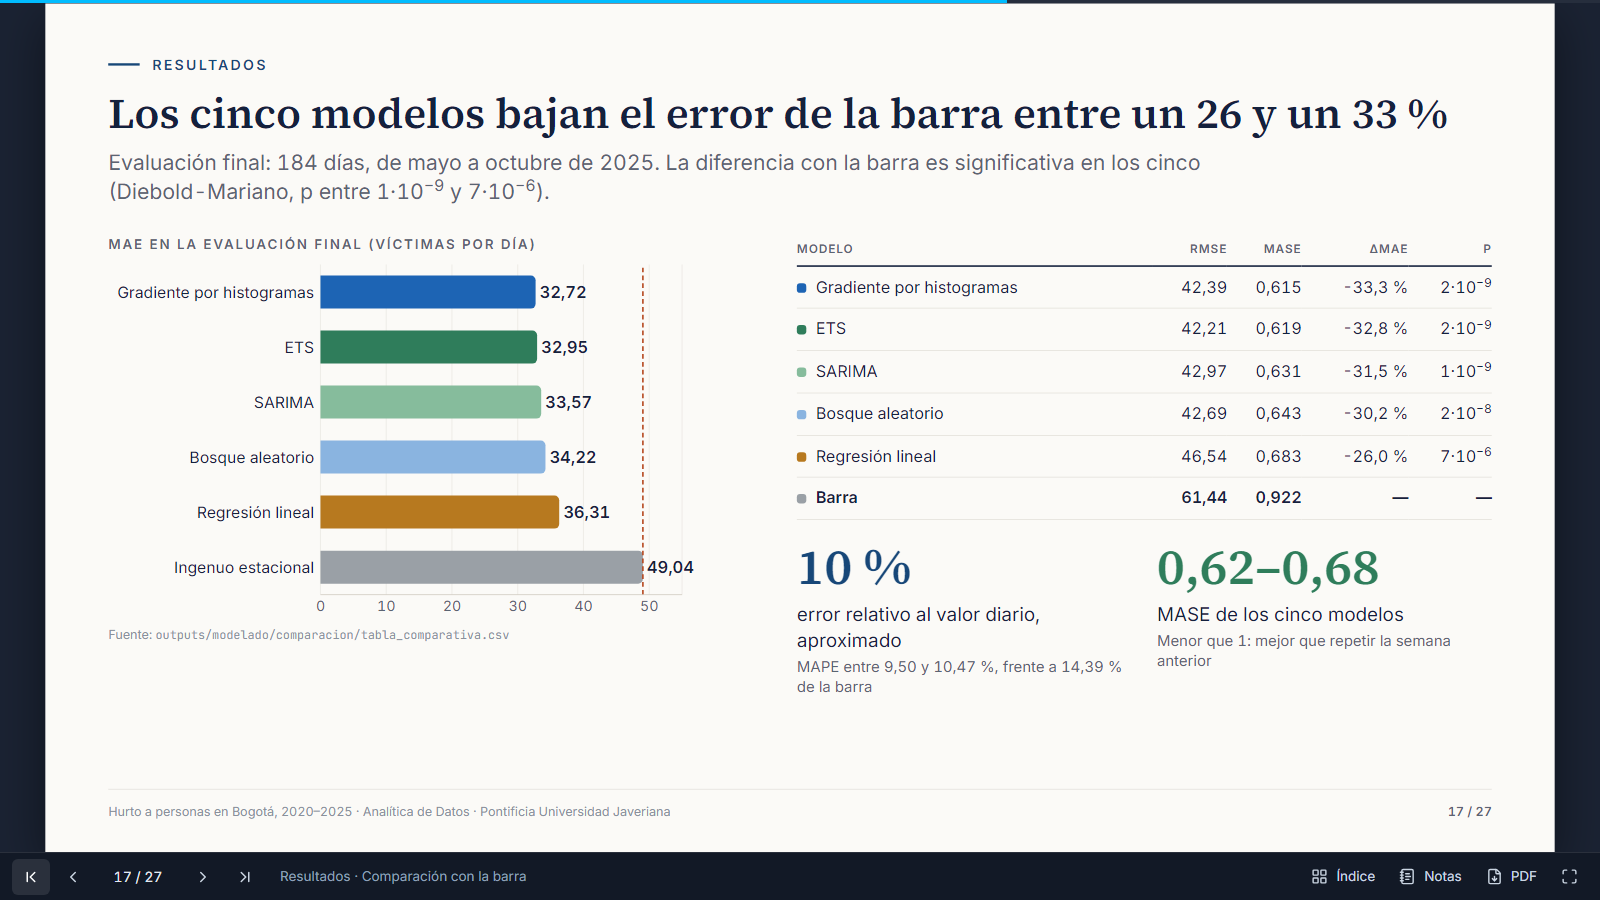 RESULTADOS
Los cinco modelos bajan el error de la barra entre un 26 y un 33 %
Evaluación final: 184 días, de mayo a octubre de 2025. La diferencia con la barra es significativa en los cinco
(Diebold-Mariano, p entre 1·10⁻⁹ y 7·10⁻⁶).
MAE EN LA EVALUACIÓN FINAL (VÍCTIMAS POR DÍA)
Gradiente por histogramas 32,72
ETS 32,95
SARIMA 33,57
Bosque aleatorio 34,22
Regresión lineal 36,31
Ingenuo estacional 49,04
0 10 20 30 40 50
Fuente: outputs/modelado/comparacion/tabla_comparativa.csv
MODELO RMSE MASE ΔMAE P
Gradiente por histogramas 42,39 0,615 -33,3 % 2·10⁻⁹
ETS 42,21 0,619 -32,8 % 2·10⁻⁹
SARIMA 42,97 0,631 -31,5 % 1·10⁻⁹
Bosque aleatorio 42,69 0,643 -30,2 % 2·10⁻⁸
Regresión lineal 46,54 0,683 -26,0 % 7·10⁻⁶
Barra 61,44 0,922 — —
10 %
error relativo al valor diario,
aproximado
MAPE entre 9,50 y 10,47 %, frente a 14,39 %
de la barra
0,62–0,68
MASE de los cinco modelos
Menor que 1: mejor que repetir la semana
anterior
Hurto a personas en Bogotá, 2020–2025 · Analítica de Datos · Pontificia Universidad Javeriana
17 / 27
17 / 27
Resultados · Comparación con la barra
Índice
Notas
PDF